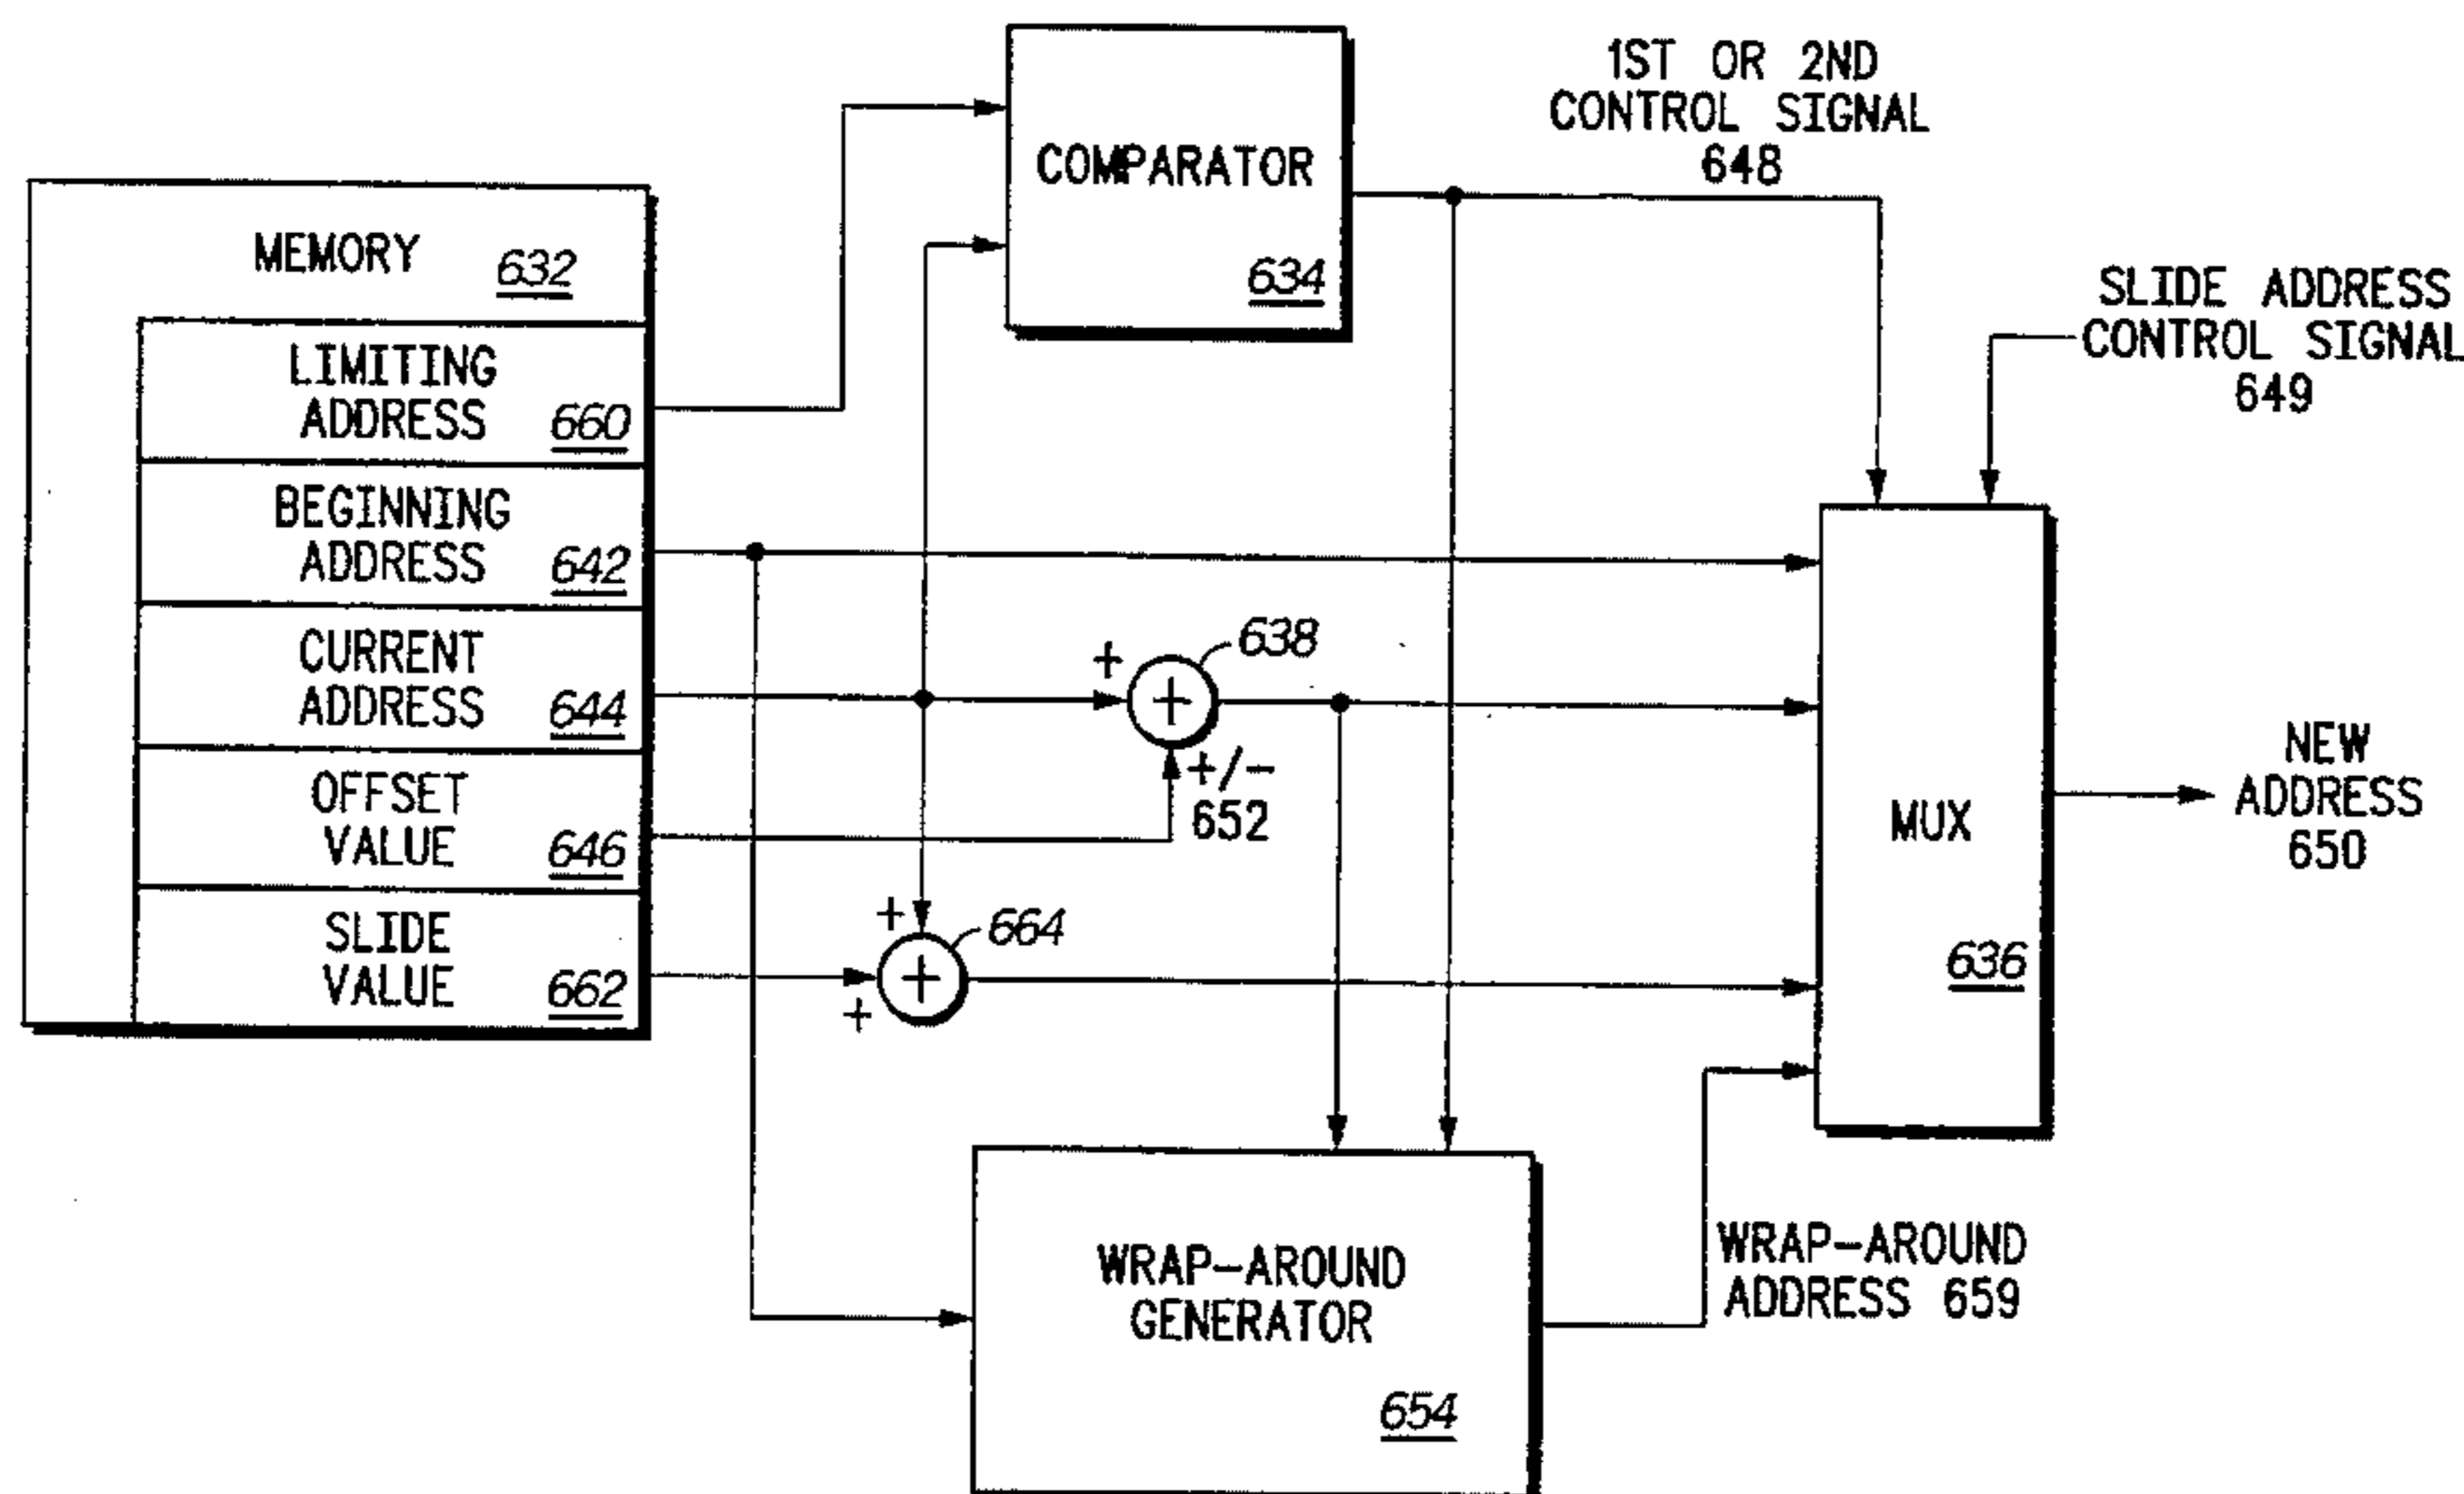 MEMORY 632
LIMITING
ADDRESS 660
BEGINNING
ADDRESS 642
CURRENT
ADDRESS 644
OFFSET
VALUE 646
SLIDE
VALUE 662
COMPARATOR
634
1ST OR 2ND
CONTROL SIGNAL
648
SLIDE ADDRESS
CONTROL SIGNAL
649
+
+
638
+/-
652
+
+
+
664
MUX
636
NEW
ADDRESS
650
WRAP-AROUND
GENERATOR
654
WRAP-AROUND
ADDRESS 659